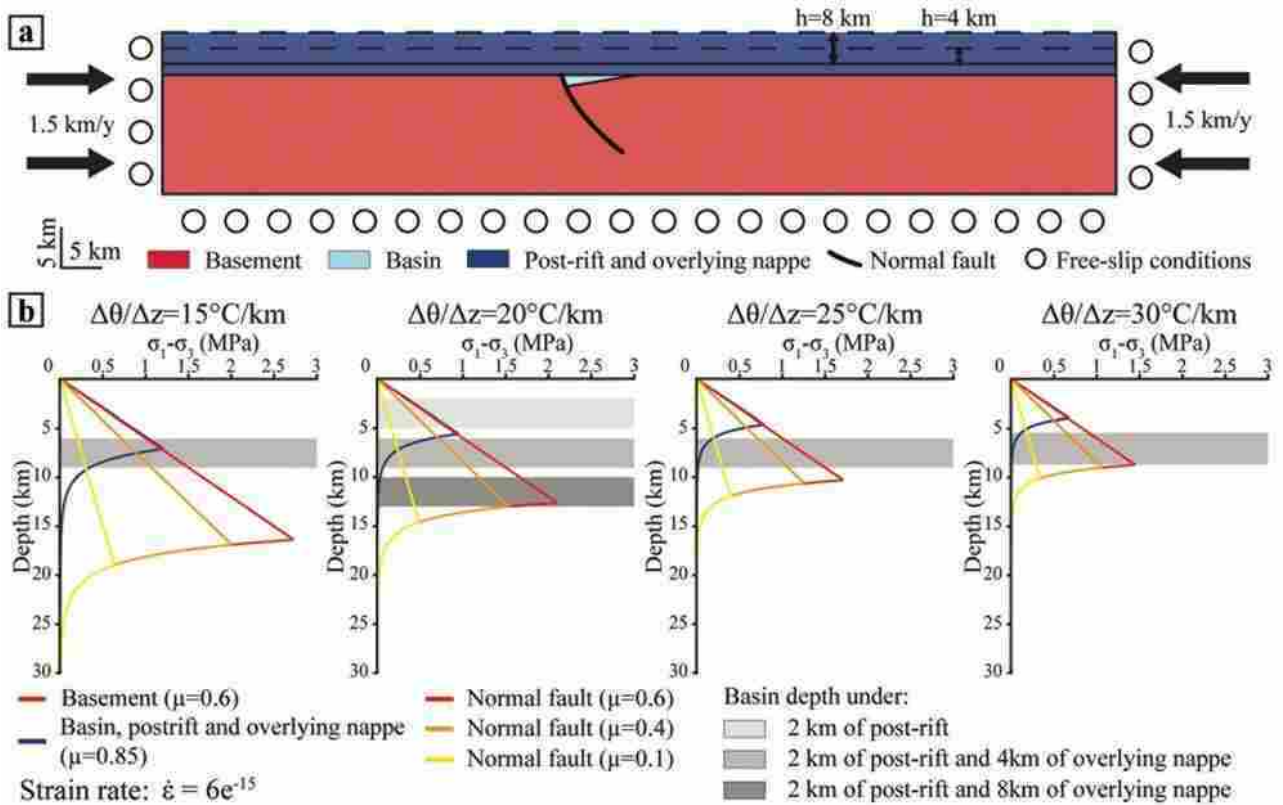 a
h=8 km
h=4 km
1.5 km/y
1.5 km/y
5 km
5 km
Basement
Basin
Post-rift and overlying nappe
Normal fault
Free-slip conditions
b
Δθ/Δz=15°C/km
Δθ/Δz=20°C/km
Δθ/Δz=25°C/km
Δθ/Δz=30°C/km
σ₁-σ₃ (MPa)
σ₁-σ₃ (MPa)
σ₁-σ₃ (MPa)
σ₁-σ₃ (MPa)
0 0.5 1 1.5 2 2.5 3
0 0.5 1 1.5 2 2.5 3
0 0.5 1 1.5 2 2.5 3
0 0.5 1 1.5 2 2.5 3
Depth (km)
5
10
15
20
25
30
Depth (km)
5
10
15
20
25
30
Depth (km)
5
10
15
20
25
30
Depth (km)
5
10
15
20
25
30
Basement (μ=0.6)
Basin, postrift and overlying nappe
(μ=0.85)
Strain rate: ε̇ = 6e⁻¹⁵
Normal fault (μ=0.6)
Normal fault (μ=0.4)
Normal fault (μ=0.1)
Basin depth under:
2 km of post-rift
2 km of post-rift and 4km of overlying nappe
2 km of post-rift and 8km of overlying nappe